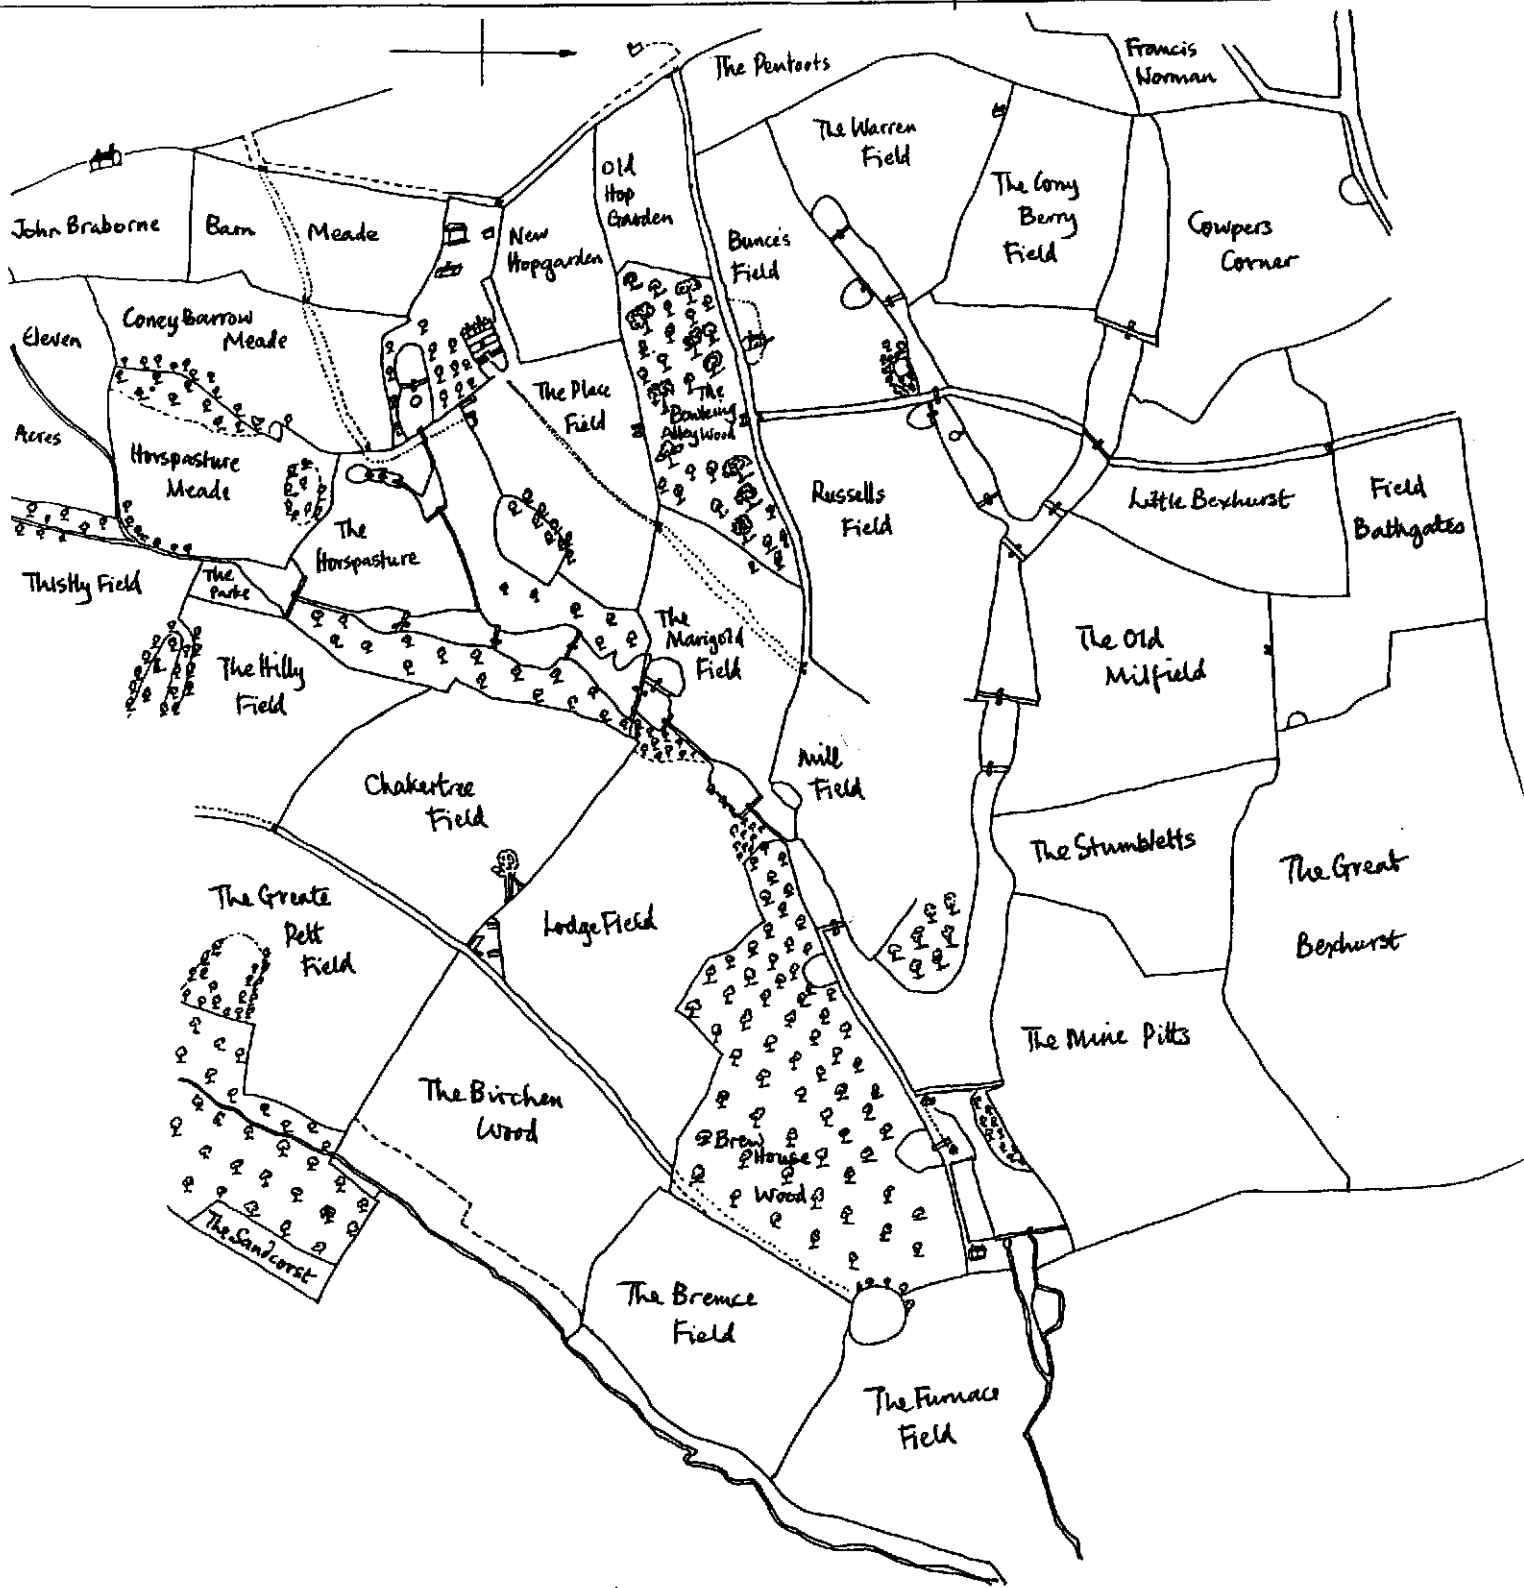 The Pentoots
Francis
Norman
The Warren
Field
The Cony
Berry
Field
Cowpers
Corner
Old
Hop
Garden
John Braborne
Barn
Meade
New
Hopgarden
Bunces
Field
Eleven
Acres
Coney Barrow
Meade
The Place
Field
The
Bowleing
Alley Wood
Horspasture
Meade
The
Horspasture
Russells
Field
Little Bexhurst
Field
Bathgates
Thistly Field
The
Parke
The Hilly
Field
The
Marigold
Field
The Old
Milfield
Chakertree
Field
Mill
Field
The Stumbletts
The Great
Bexhurst
The Greate
Pett
Field
Lodge Field
The Mine Pitts
The Birchen
Wood
Brew
House
Wood
The Sandcorst
The Bremce
Field
The Furnace
Field